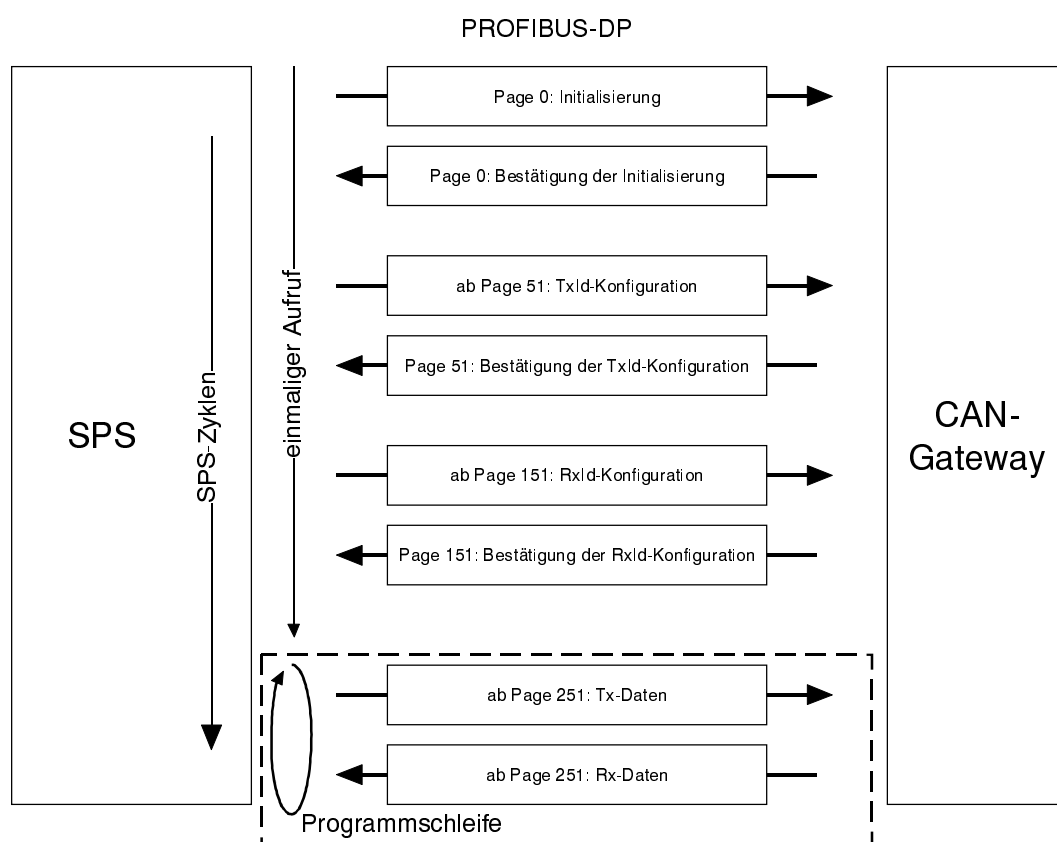 PROFIBUS-DP
Page 0: Initialisierung
Page 0: Bestätigung der Initialisierung
ab Page 51: TxId-Konfiguration
Page 51: Bestätigung der TxId-Konfiguration
ab Page 151: RxId-Konfiguration
Page 151: Bestätigung der RxId-Konfiguration
ab Page 251: Tx-Daten
ab Page 251: Rx-Daten
SPS
SPS-Zyklen
einmaliger Aufruf
CAN-
Gateway
Programmschleife